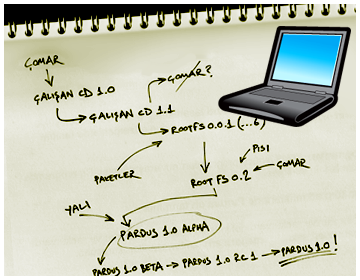 ÇOMAR
ÇALIŞAN CD 1.0
ÇOMAR?
ÇALIŞAN CD 1.1
ROOTFS 0.0.1 (...6)
PISI
PAKETLER
ROOT FS 0.2
ÇOMAR
YALI
PARDUS 1.0 ALPHA
PARDUS 1.0 BETA → PARDUS 1.0 RC 1 → PARDUS 1.0!